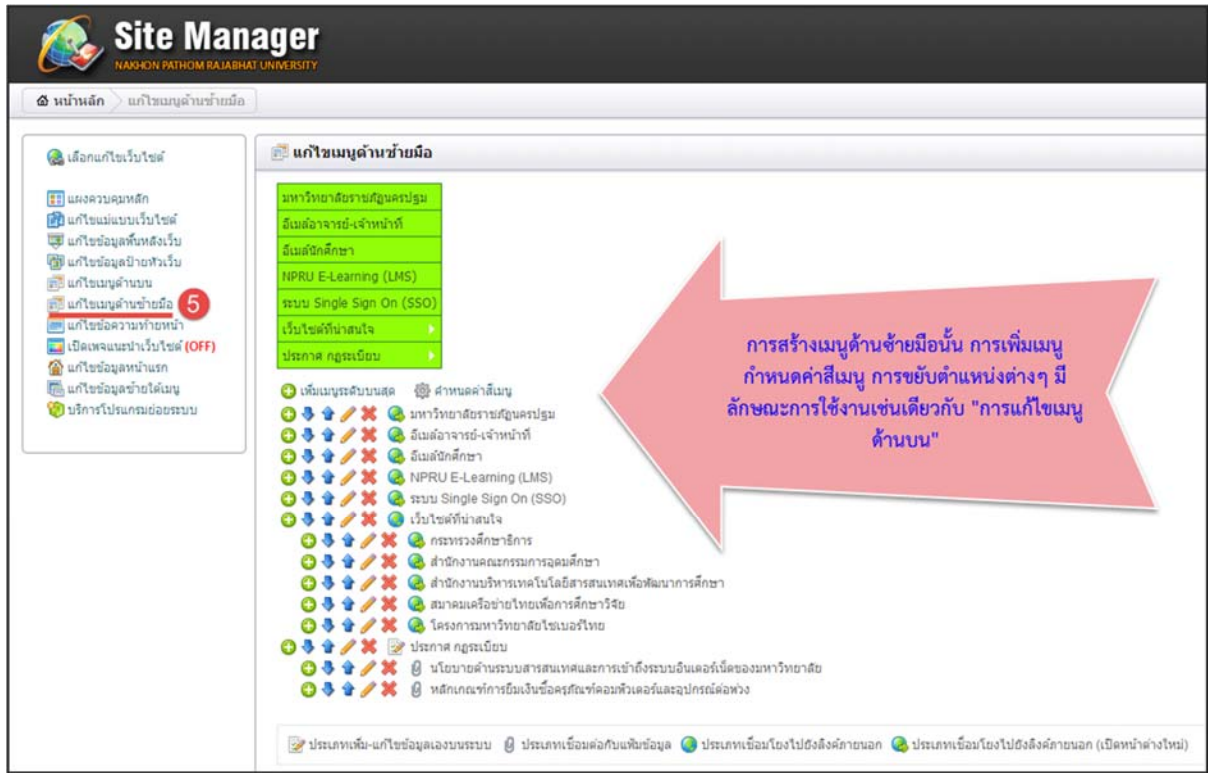 Site Manager
NAKHON PATHOM RAJABHAT UNIVERSITY
หน้าหลัก แก้ไขเมนูด้านซ้ายมือ
เลือกแก้ไขเว็บไซต์
แผงควบคุมหลัก
แก้ไขแม่แบบเว็บไซต์
แก้ไขข้อมูลพื้นหลังเว็บ
แก้ไขข้อมูลป้ายหัวเว็บ
แก้ไขเมนูด้านบน
แก้ไขเมนูด้านซ้ายมือ 5
แก้ไขข้อความท้ายหน้า
เปิดเพจแนะนำเว็บไซต์ (OFF)
แก้ไขข้อมูลหน้าแรก
แก้ไขข้อมูลซ้ายใต้เมนู
บริการโปรแกรมย่อยระบบ
แก้ไขเมนูด้านซ้ายมือ
มหาวิทยาลัยราชภัฏนครปฐม
อีเมล์อาจารย์-เจ้าหน้าที่
อีเมล์นักศึกษา
NPRU E-Learning (LMS)
ระบบ Single Sign On (SSO)
เว็บไซต์ที่น่าสนใจ
ประกาศ กฎระเบียบ
เพิ่มเมนูระดับบนสุด กำหนดค่าสีเมนู
มหาวิทยาลัยราชภัฏนครปฐม
อีเมล์อาจารย์-เจ้าหน้าที่
อีเมล์นักศึกษา
NPRU E-Learning (LMS)
ระบบ Single Sign On (SSO)
เว็บไซต์ที่น่าสนใจ
กระทรวงศึกษาธิการ
สำนักงานคณะกรรมการอุดมศึกษา
สำนักงานบริหารเทคโนโลยีสารสนเทศเพื่อพัฒนาการศึกษา
สมาคมเครือข่ายไทยเพื่อการศึกษาวิจัย
โครงการมหาวิทยาลัยไซเบอร์ไทย
ประกาศ กฎระเบียบ
นโยบายด้านระบบสารสนเทศและการเข้าถึงระบบอินเตอร์เน็ตของมหาวิทยาลัย
หลักเกณฑ์การยืมเงินซื้อครุภัณฑ์คอมพิวเตอร์และอุปกรณ์ต่อพ่วง
การสร้างเมนูด้านซ้ายมือนั้น การเพิ่มเมนู
กำหนดค่าสีเมนู การขยับตำแหน่งต่างๆ มี
ลักษณะการใช้งานเช่นเดียวกับ "การแก้ไขเมนู
ด้านบน"
ประเภทเพิ่ม-แก้ไขข้อมูลเองบนระบบ ประเภทเชื่อมต่อกับแฟ้มข้อมูล ประเภทเชื่อมโยงไปยังลิงค์ภายนอก ประเภทเชื่อมโยงไปยังลิงค์ภายนอก (เปิดหน้าต่างใหม่)